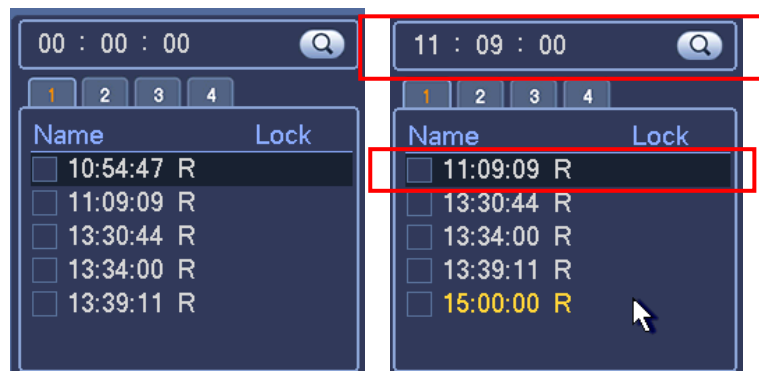 00 : 00 : 00
1 2 3 4
Name Lock
10:54:47 R
11:09:09 R
13:30:44 R
13:34:00 R
13:39:11 R
11 : 09 : 00
1 2 3 4
Name Lock
11:09:09 R
13:30:44 R
13:34:00 R
13:39:11 R
15:00:00 R